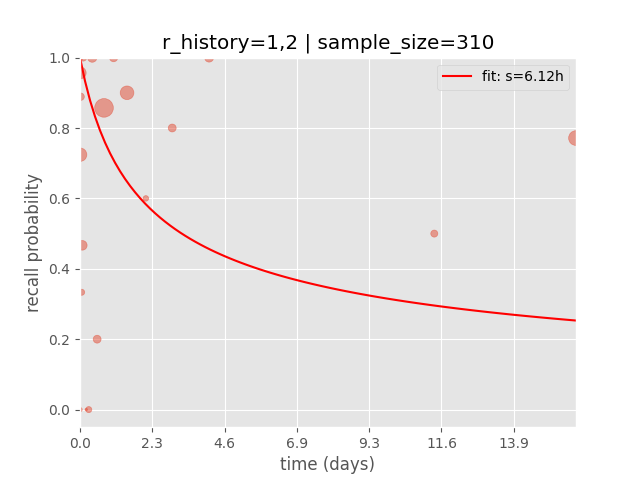 r_history=1,2 | sample_size=310
fit: s=6.12h
recall probability
1.0
0.8
0.6
0.4
0.2
0.0
0.0 2.3 4.6 6.9 9.3 11.6 13.9
time (days)